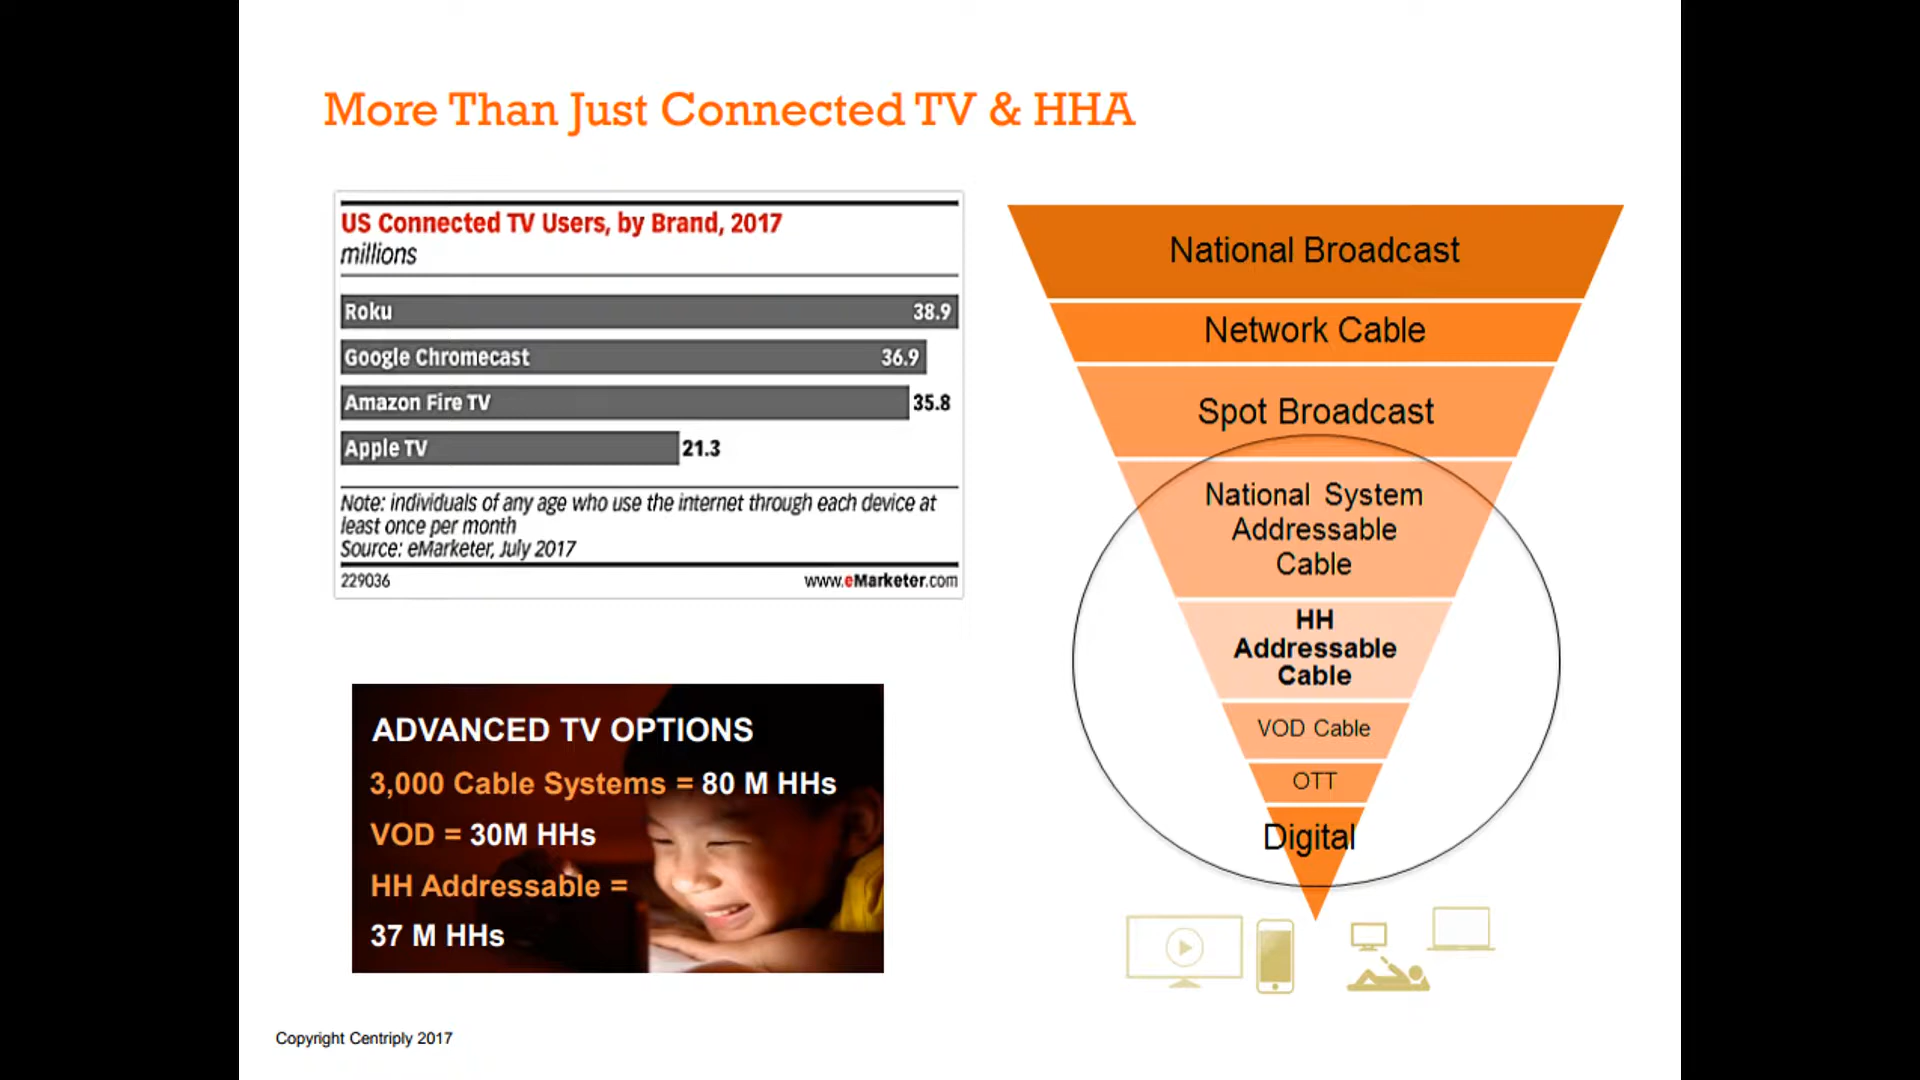 More Than Just Connected TV & HHA
US Connected TV Users, by Brand, 2017
millions
Roku 38.9
Google Chromecast 36.9
Amazon Fire TV 35.8
Apple TV 21.3
Note: individuals of any age who use the internet through each device at
least once per month
Source: eMarketer, July 2017
229036 www.eMarketer.com
ADVANCED TV OPTIONS
3,000 Cable Systems = 80 M HHs
VOD = 30M HHs
HH Addressable =
37 M HHs
National Broadcast
Network Cable
Spot Broadcast
National System
Addressable
Cable
HH
Addressable
Cable
VOD Cable
OTT
Digital
Copyright Centriply 2017